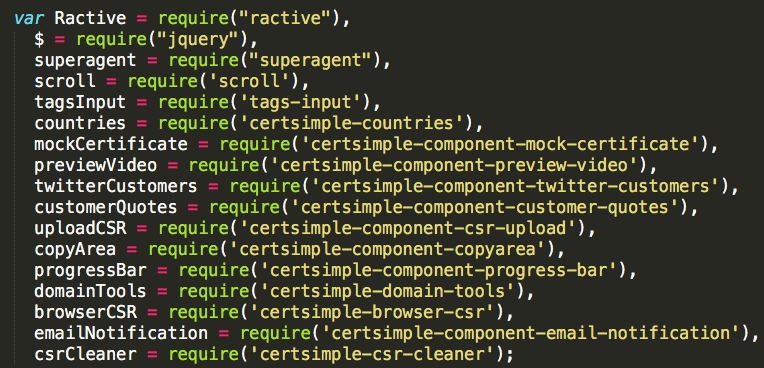 var Ractive = require("ractive"),
$ = require("jquery"),
superagent = require("superagent"),
scroll = require('scroll'),
tagsInput = require('tags-input'),
countries = require('certsimple-countries'),
mockCertificate = require('certsimple-component-mock-certificate'),
previewVideo = require('certsimple-component-preview-video'),
twitterCustomers = require('certsimple-component-twitter-customers'),
customerQuotes = require('certsimple-component-customer-quotes'),
uploadCSR = require('certsimple-component-csr-upload'),
copyArea = require('certsimple-component-copyarea'),
progressBar = require('certsimple-component-progress-bar'),
domainTools = require('certsimple-domain-tools'),
browserCSR = require('certsimple-browser-csr'),
emailNotification = require('certsimple-component-email-notification'),
csrCleaner = require('certsimple-csr-cleaner');